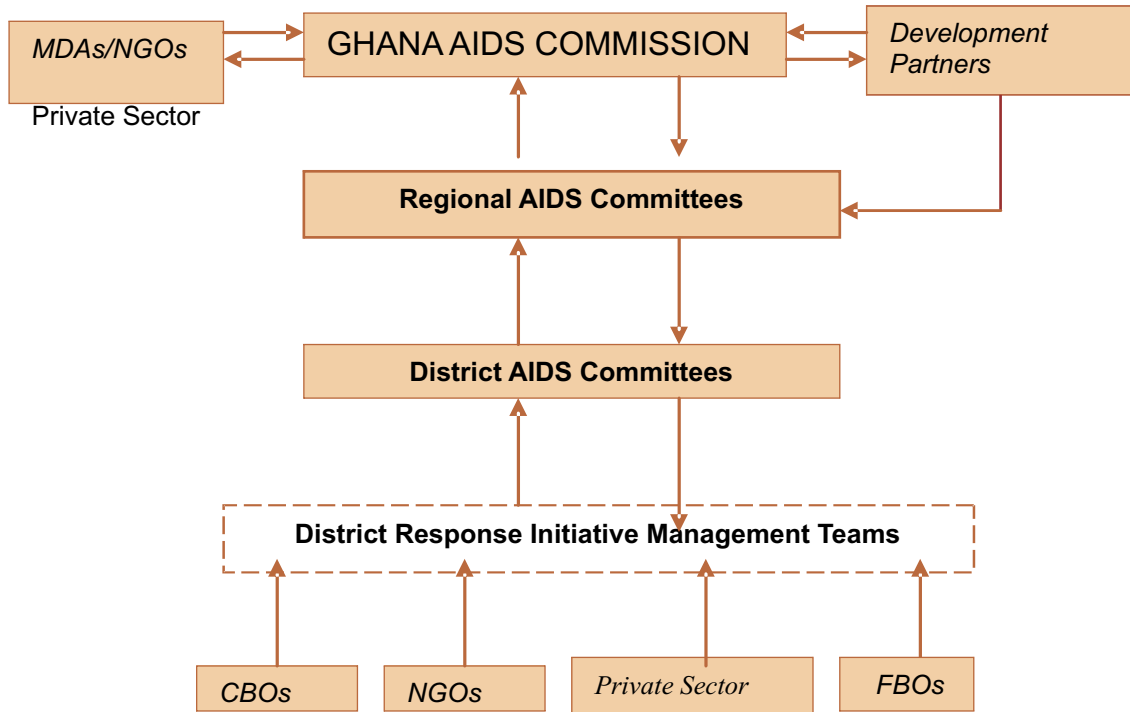 MDAs/NGOs
Private Sector
GHANA AIDS COMMISSION
Development
Partners
Regional AIDS Committees
District AIDS Committees
District Response Initiative Management Teams
CBOs
NGOs
Private Sector
FBOs